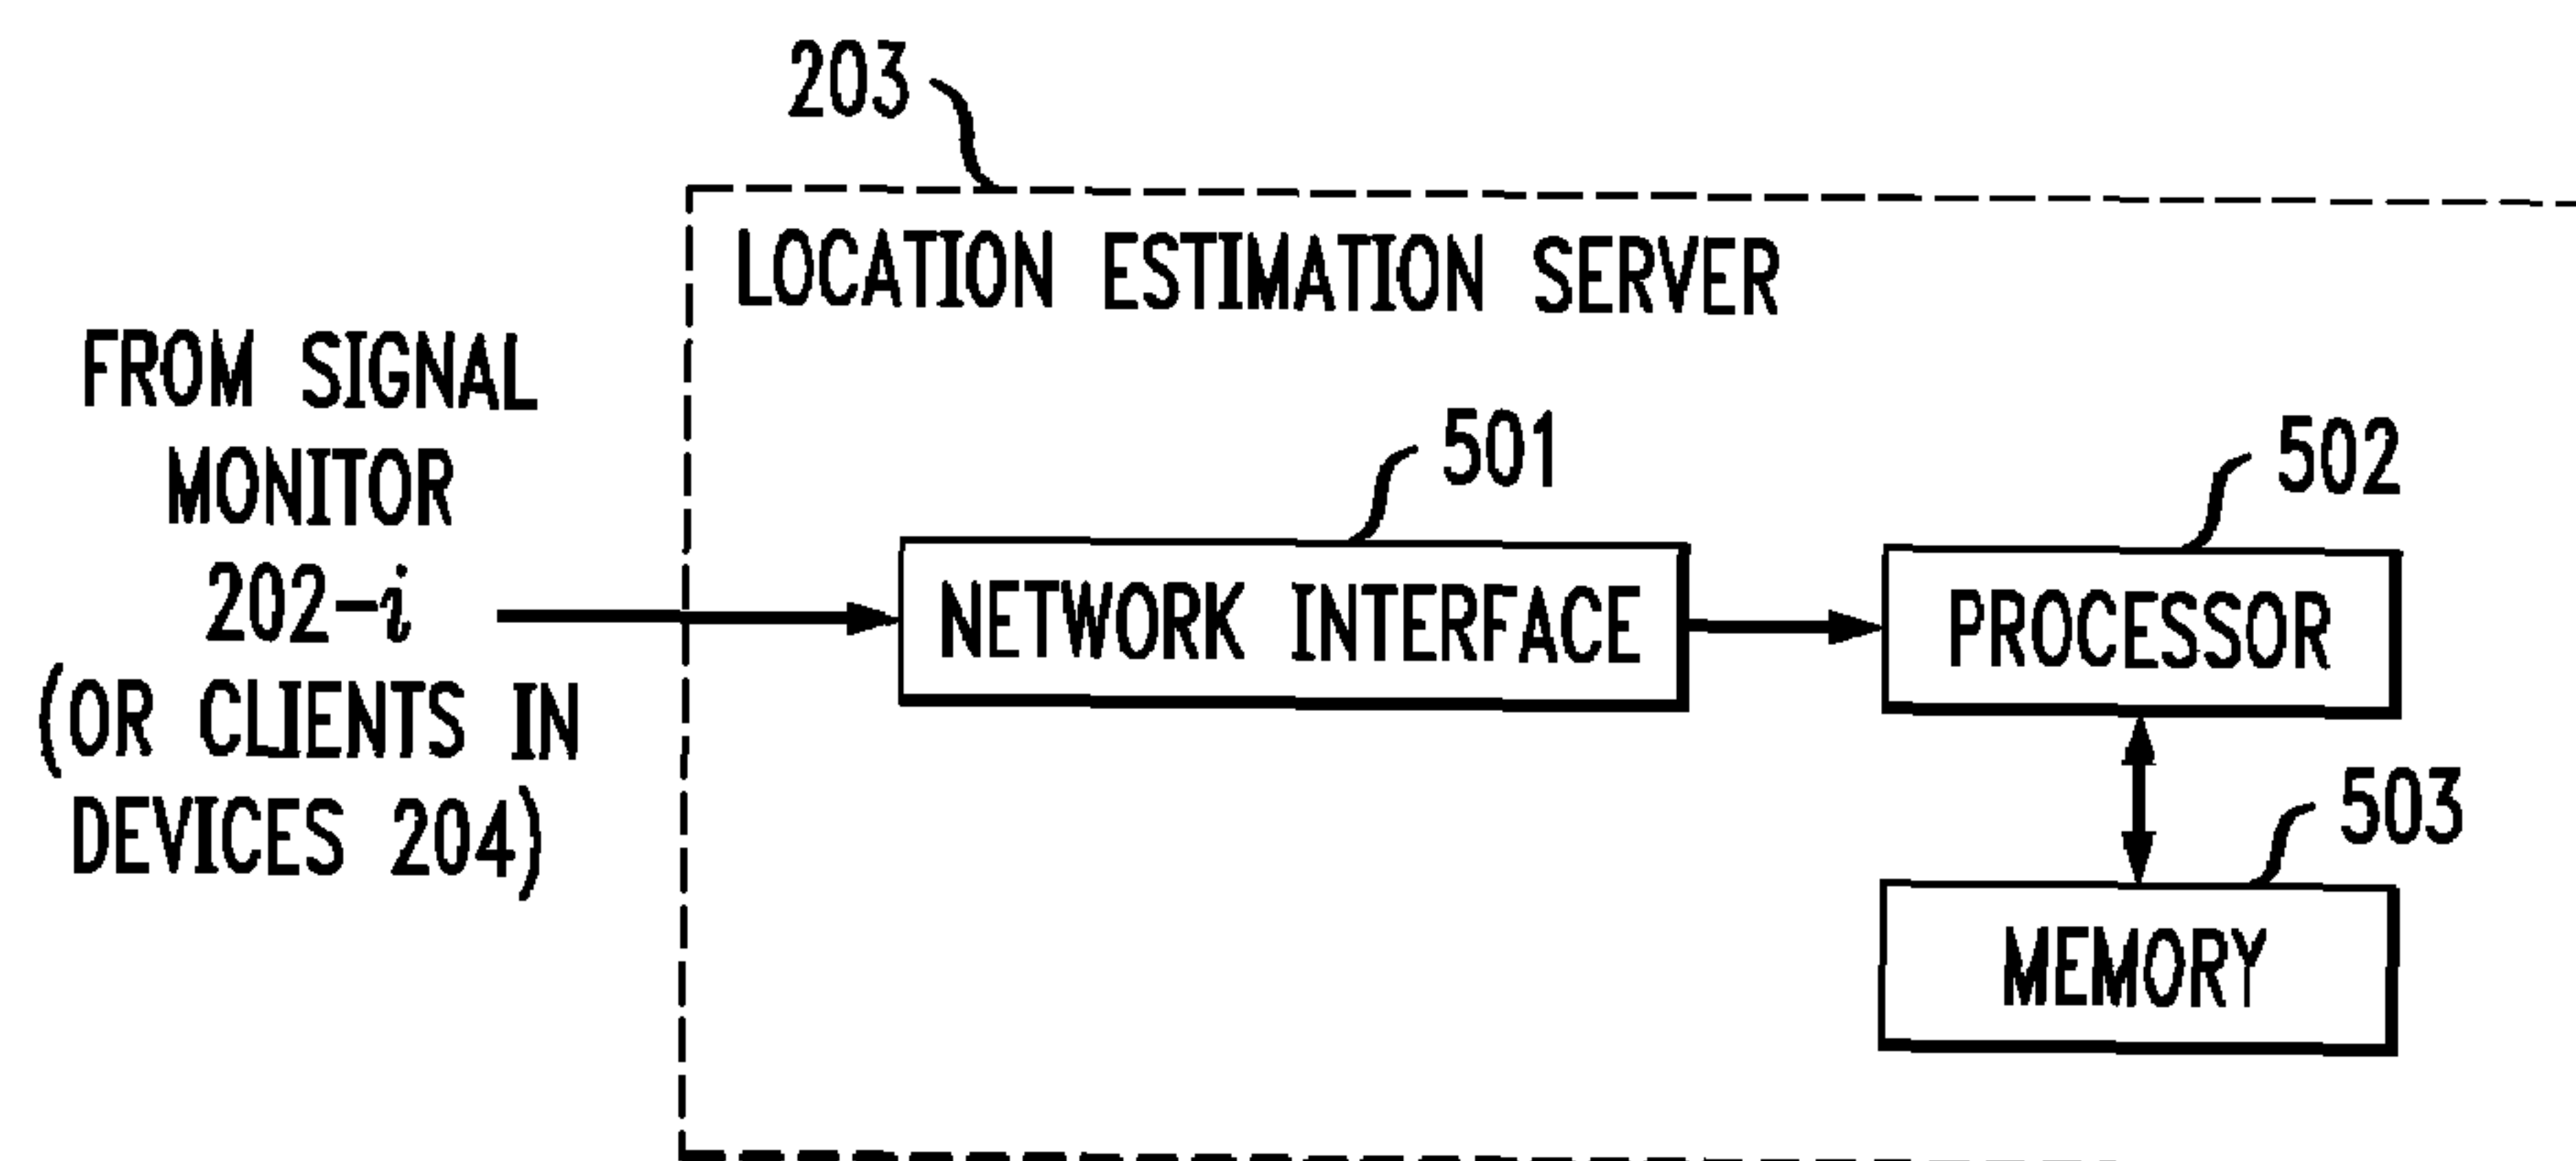 203
LOCATION ESTIMATION SERVER
FROM SIGNAL
MONITOR
202-i
(OR CLIENTS IN
DEVICES 204)
501
NETWORK INTERFACE
502
PROCESSOR
503
MEMORY